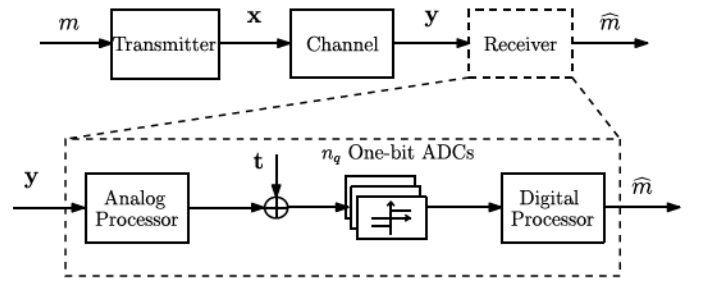 m
Transmitter
x
Channel
y
Receiver
m̂
y
Analog
Processor
t
n_q One-bit ADCs
Digital
Processor
m̂